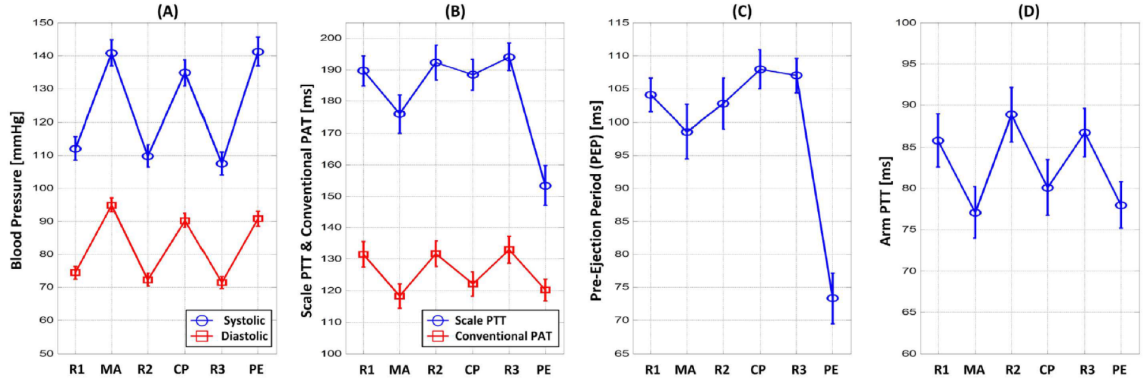 (A)
Blood Pressure [mmHg]
150
140
130
120
110
100
90
80
70
60
50
Systolic
Diastolic
R1 MA R2 CP R3 PE
(B)
Scale PTT & Conventional PAT [ms]
200
190
180
170
160
150
140
130
120
110
100
Scale PTT
Conventional PAT
R1 MA R2 CP R3 PE
(C)
Pre-Ejection Period (PEP) [ms]
115
110
105
100
95
90
85
80
75
70
65
R1 MA R2 CP R3 PE
(D)
Arm PTT [ms]
100
95
90
85
80
75
70
65
60
R1 MA R2 CP R3 PE